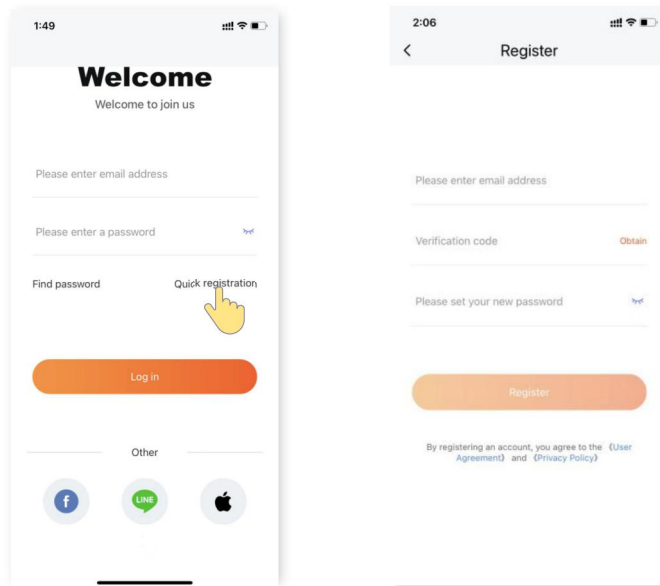 1:49
Welcome
Welcome to join us
Please enter email address
Please enter a password
Find password
Quick registration
Log in
Other
f
LINE
2:06
Register
Please enter email address
Verification code
Obtain
Please set your new password
Register
By registering an account, you agree to the 《User
Agreement》 and 《Privacy Policy》